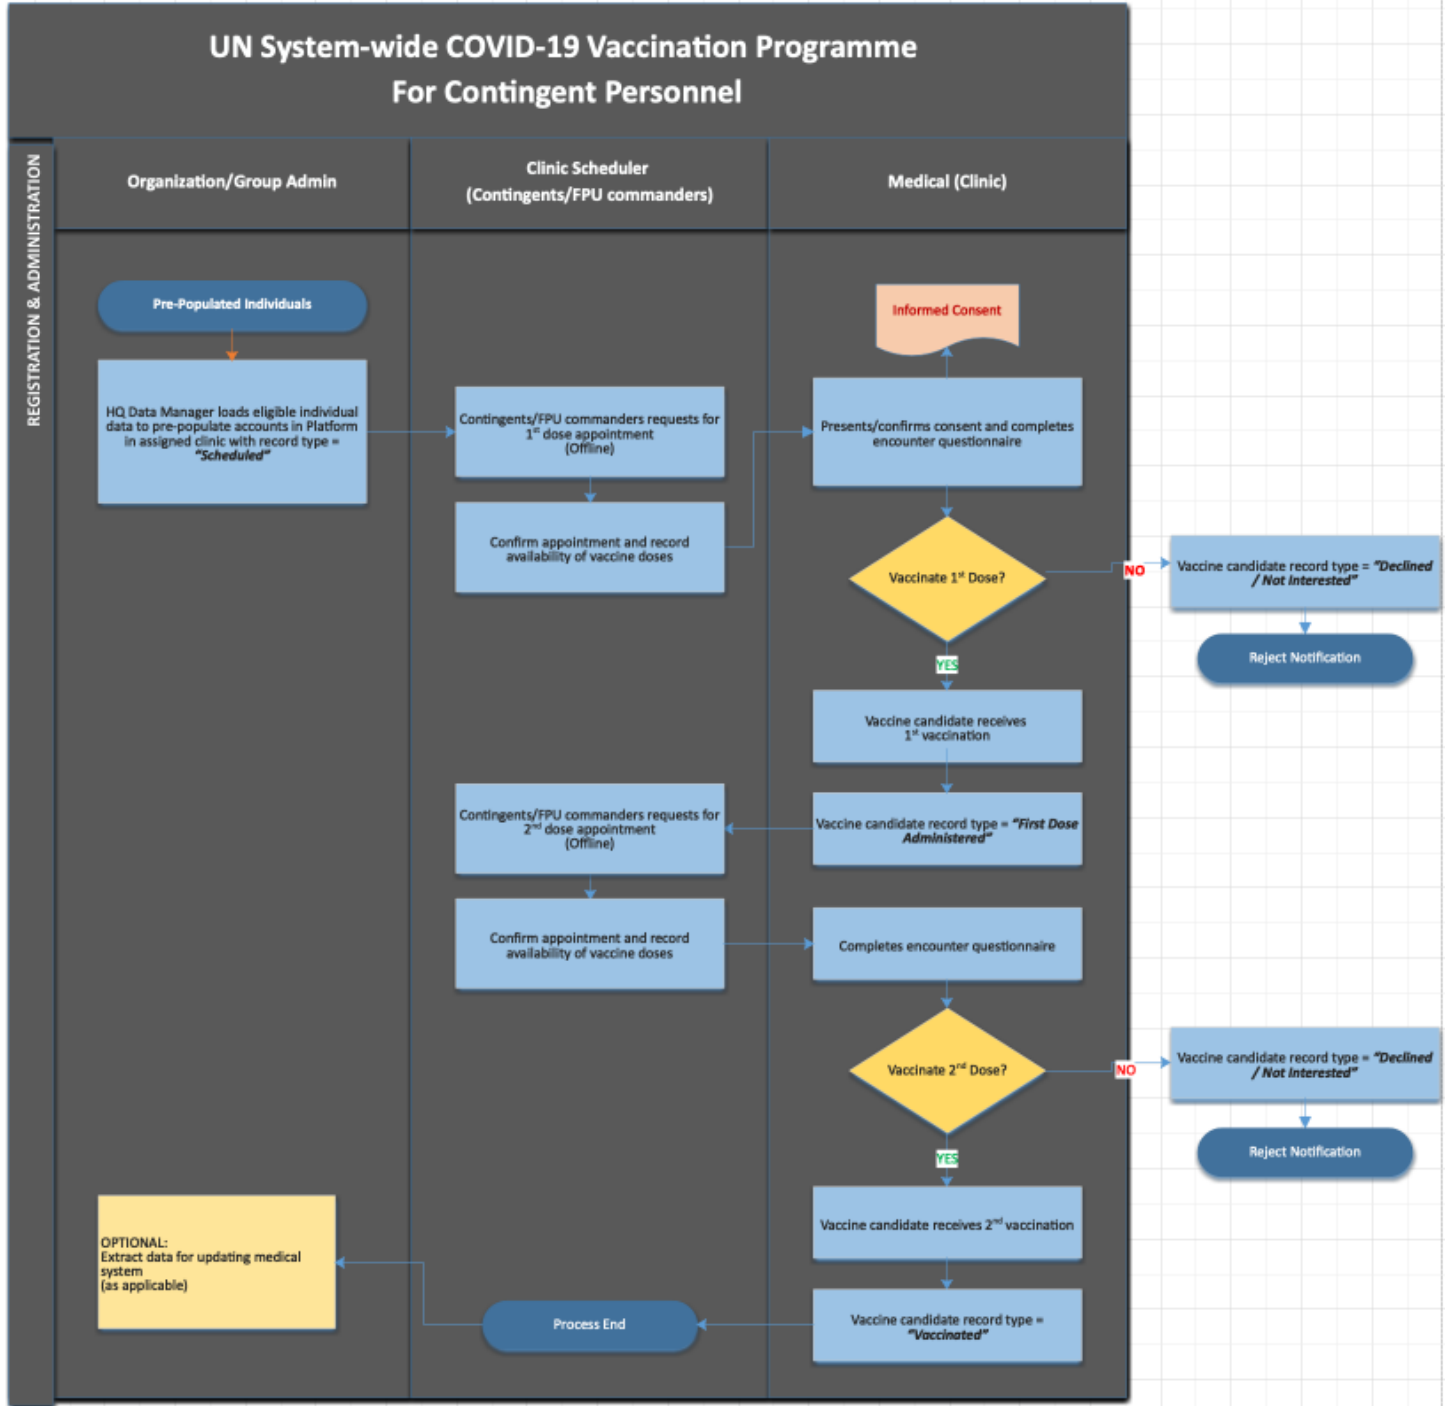 UN System-wide COVID-19 Vaccination Programme
For Contingent Personnel
REGISTRATION & ADMINISTRATION
Organization/Group Admin
Clinic Scheduler
(Contingents/FPU commanders)
Medical (Clinic)
Pre-Populated Individuals
HQ Data Manager loads eligible individual
data to pre-populate accounts in Platform
in assigned clinic with record type =
“Scheduled”
Contingents/FPU commanders requests for
1st dose appointment
(Offline)
Confirm appointment and record
availability of vaccine doses
Informed Consent
Presents/confirms consent and completes
encounter questionnaire
Vaccinate 1st Dose?
NO
Vaccine candidate record type = “Declined
/ Not Interested”
Reject Notification
YES
Vaccine candidate receives
1st vaccination
Vaccine candidate record type = “First Dose
Administered”
Contingents/FPU commanders requests for
2nd dose appointment
(Offline)
Confirm appointment and record
availability of vaccine doses
Completes encounter questionnaire
Vaccinate 2nd Dose?
NO
Vaccine candidate record type = “Declined
/ Not Interested”
Reject Notification
YES
Vaccine candidate receives 2nd vaccination
Vaccine candidate record type =
“Vaccinated”
Process End
OPTIONAL:
Extract data for updating medical
system
(as applicable)